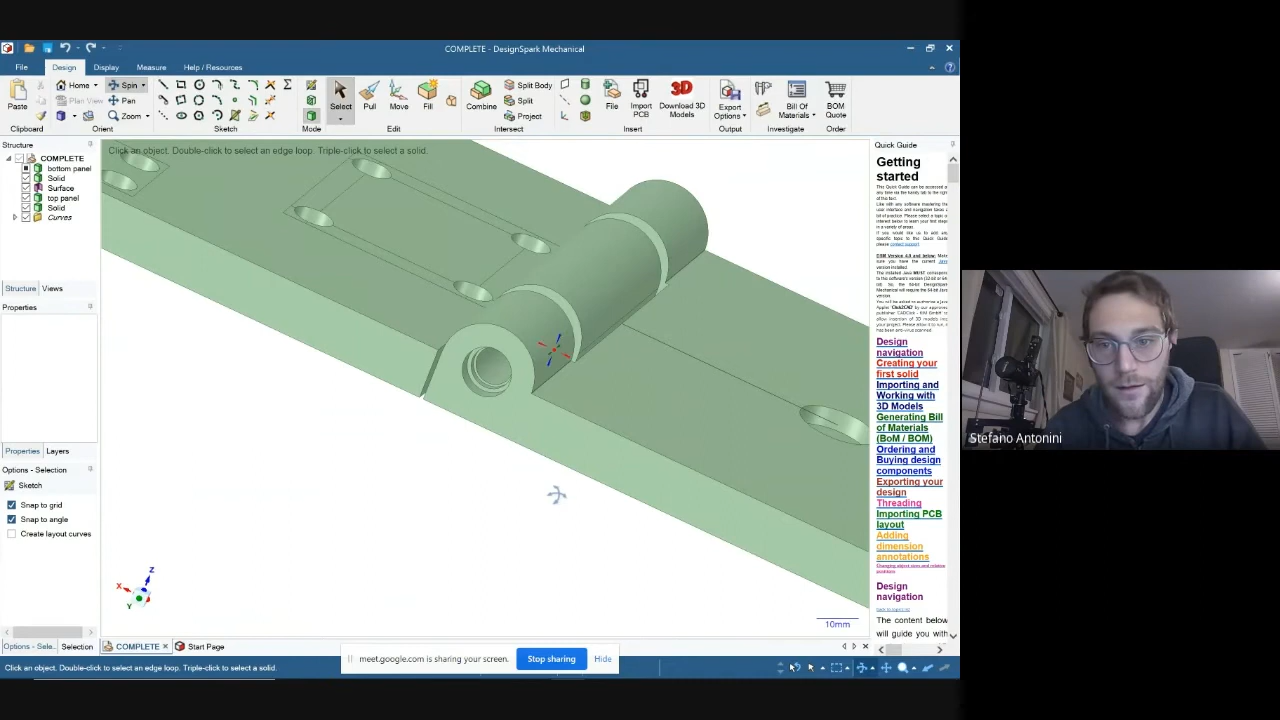 COMPLETE - DesignSpark Mechanical
File
Design
Display
Measure
Help / Resources
Paste
Clipboard
Home
Spin
Plan View
Pan
Zoom
Orient
Sketch
Mode
Select
Pull
Move
Fill
Edit
Combine
Split Body
Split
Project
Intersect
File
Import
PCB
Download 3D
Models
Insert
Export
Options
Output
Bill Of
Materials
Investigate
BOM
Quote
Order
Structure
COMPLETE
bottom panel
Solid
Surface
top panel
Solid
Curves
Structure
Views
Properties
Properties
Layers
Options - Selection
Sketch
Snap to grid
Snap to angle
Create layout curves
Options - Sele...
Selection
Click an object. Double-click to select an edge loop. Triple-click to select a solid.
X
Y
Z
10mm
COMPLETE
Start Page
Click an object. Double-click to select an edge loop. Triple-click to select a solid.
meet.google.com is sharing your screen.
Stop sharing
Hide
Quick Guide
Getting
started
Design
navigation
Creating your
first solid
Importing and
Working with
3D Models
Generating Bill
of Materials
(BoM / BOM)
Ordering and
Buying design
components
Exporting your
design
Threading
Importing PCB
layout
Adding
dimension
annotations
Design
navigation
The content below
will guide you with
Stefano Antonini